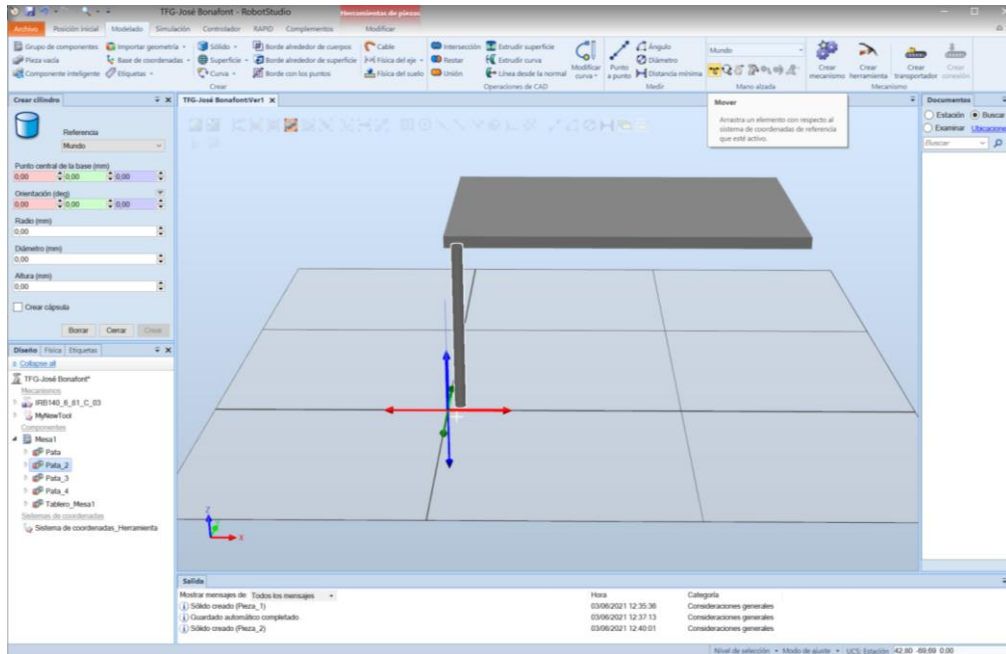 TFG-José Bonafont - RobotStudio
Herramientas de piezas
Archivo Posición inicial Modelado Simulación Controlador RAPID Complementos Modificar
Grupo de componentes Importar geometría Sólido Borde alrededor de cuerpos Cable Intersección Extrudir superficie Ángulo Mundo
Pieza vacía Base de coordenadas Superficie Borde alrededor de superficie Física del eje Restar Extrudir curva Diámetro
Componente inteligente Etiquetas Curva Borde con los puntos Física del suelo Unión Línea desde la normal Modificar curva Punto a punto Distancia mínima Crear mecanismo Crear herramienta Crear transportador Crear conexión
Crear Operaciones de CAD Medir Mano alzada Mecanismo
Crear cilindro
TFG-José Bonafont:Ver1
Mover
Arrastra un elemento con respecto al
sistema de coordenadas de referencia
que esté activo.
Documentos
Estación Buscar
Examinar Ubicacione
Buscar
Referencia
Mundo
Punto central de la base (mm)
0,00 0,00 0,00
Orientación (deg)
0,00 0,00 0,00
Radio (mm)
0,00
Diámetro (mm)
0,00
Altura (mm)
0,00
Crear cápsula
Borrar Cerrar Crear
Diseño Física Etiquetas
Collapse all
TFG-José Bonafont*
Mecanismos
IRB140_6_81_C_03
MyNewTool
Componentes
Mesa1
Pata
Pata_2
Pata_3
Pata_4
Tablero_Mesa1
Sistemas de coordenadas
Sistema de coordenadas_Herramienta
Z
Y
X
Salida
Mostrar mensajes de: Todos los mensajes Hora Categoría
Sólido creado (Pieza_1) 03/06/2021 12:35:36 Consideraciones generales
Guardado automático completado 03/06/2021 12:37:13 Consideraciones generales
Sólido creado (Pieza_2) 03/06/2021 12:40:01 Consideraciones generales
Nivel de selección Modo de ajuste UCS: Estación 42,60 -69,69 0,00